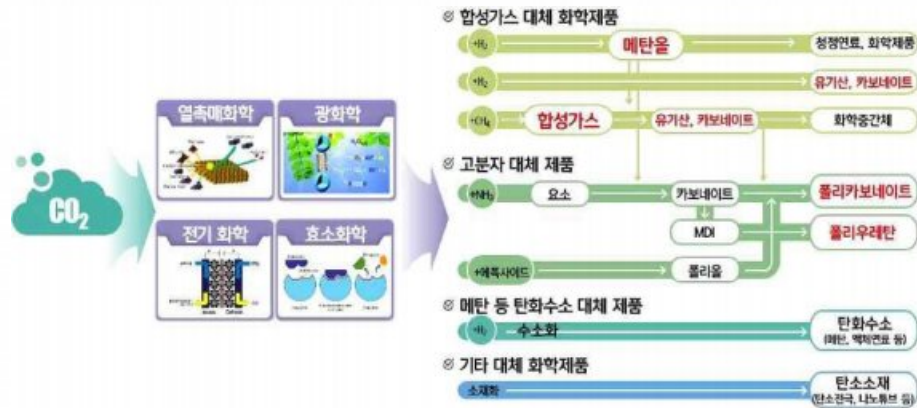 합성가스 대체 화학제품
+H₂ 메탄올 청정연료, 화학제품
+H₂ 유기산, 카보네이트
+CH₄ 합성가스 유기산, 카보네이트 화학중간체
열촉매화학 광화학
CO₂
전기 화학 효소화학
고분자 대체 제품
+NH₃ 요소 카보네이트 폴리카보네이트
MDI 폴리우레탄
+에폭사이드 폴리올
메탄 등 탄화수소 대체 제품
+H₂ 수소화 탄화수소
(메탄, 액체연료 등)
기타 대체 화학제품
소재화 탄소소재
(탄소전극, 나노튜브 등)